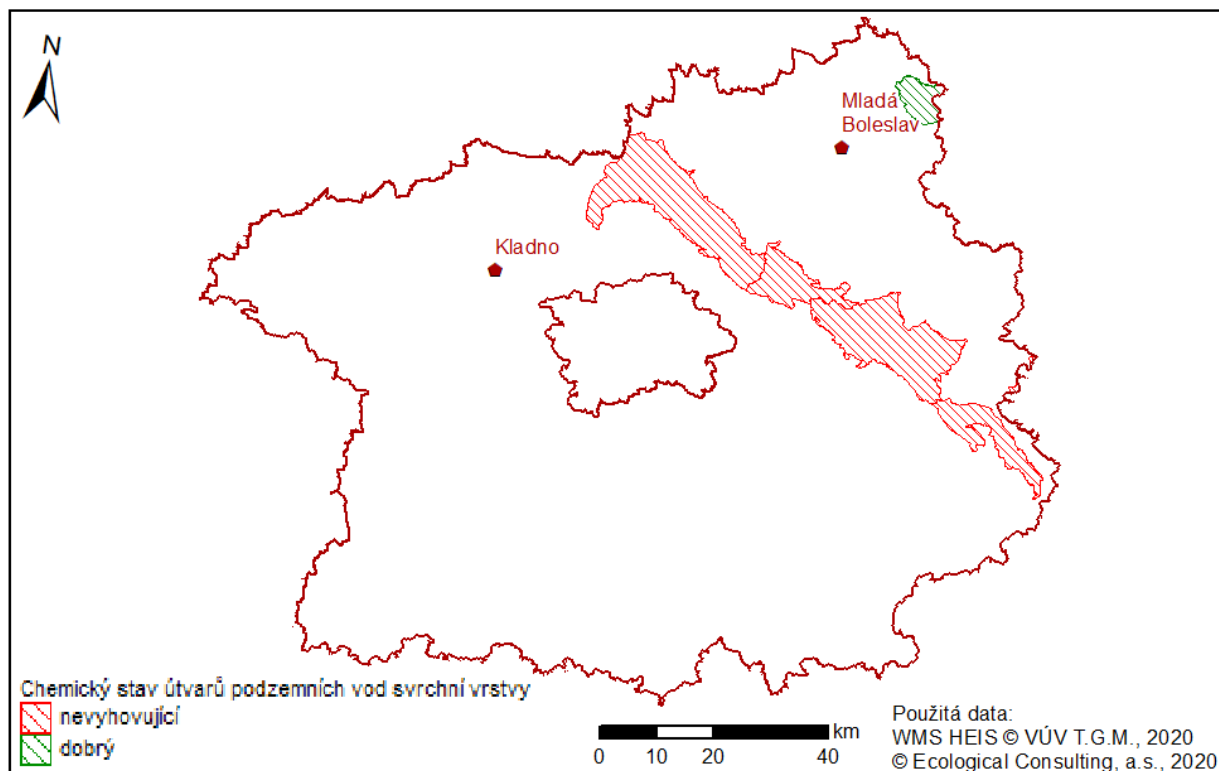 N
Mladá
Boleslav
Kladno
Chemický stav útvarů podzemních vod svrchní vrstvy
nevyhovující
dobrý
km
0 10 20 40
Použitá data:
WMS HEIS © VÚV T.G.M., 2020
© Ecological Consulting, a.s., 2020